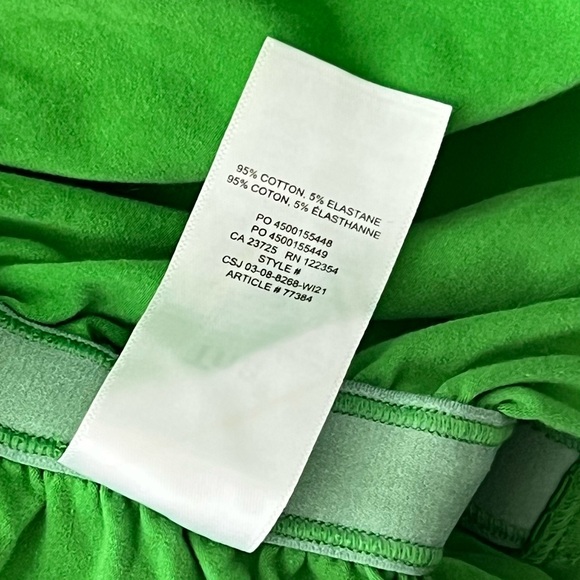 95% COTTON, 5% ELASTANE
95% COTON, 5% ÉLASTHANNE
PO 4500155448
PO 4500155449
CA 23725 RN 122354
STYLE #
CSJ 03-08-8268-WI21
ARTICLE # 77384